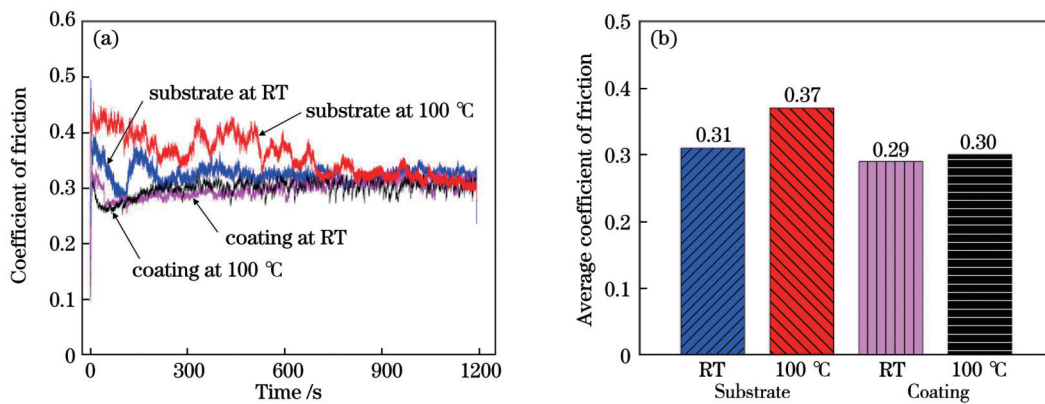 (a)
Coefficient of friction
0.6
0.5
0.4
0.3
0.2
0.1
0
substrate at RT
substrate at 100 ℃
coating at RT
coating at 100 ℃
0 300 600 900 1200
Time /s
(b)
Average coefficient of friction
0.5
0.4
0.3
0.2
0.1
0
0.31
0.37
0.29
0.30
RT 100 ℃ RT 100 ℃
Substrate Coating